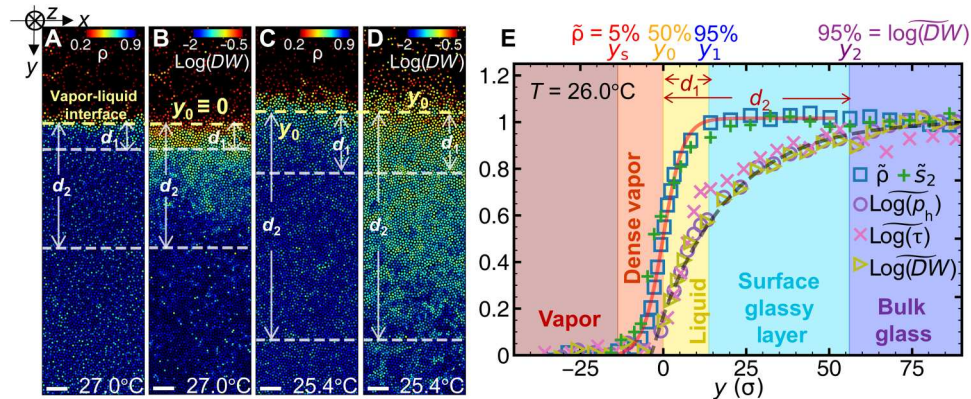 z
x
y
A
0.2 0.9
ρ
B
-2 -0.5
Log(DW)
C
0.2 0.9
ρ
D
-2 -0.5
Log(DW)
Vapor-liquid
interface
y₀ ≡ 0
d₁
d₂
27.0°C
d₁
d₂
27.0°C
y₀
d₁
d₂
25.4°C
y₀
d₁
d₂
25.4°C
E
ρ̃ = 5% 50% 95% 95% = log(D̃W̃)
yₛ y₀ y₁ y₂
T = 26.0°C
d₁
d₂
1.2
1
0.8
0.6
0.4
0.2
0
Vapor
Dense vapor
Liquid
Surface
glassy
layer
Bulk
glass
ρ̃ + s̃₂
Log(p̃ₕ)
Log(τ̃)
Log(D̃W̃)
-25 0 25 50 75
y (σ)